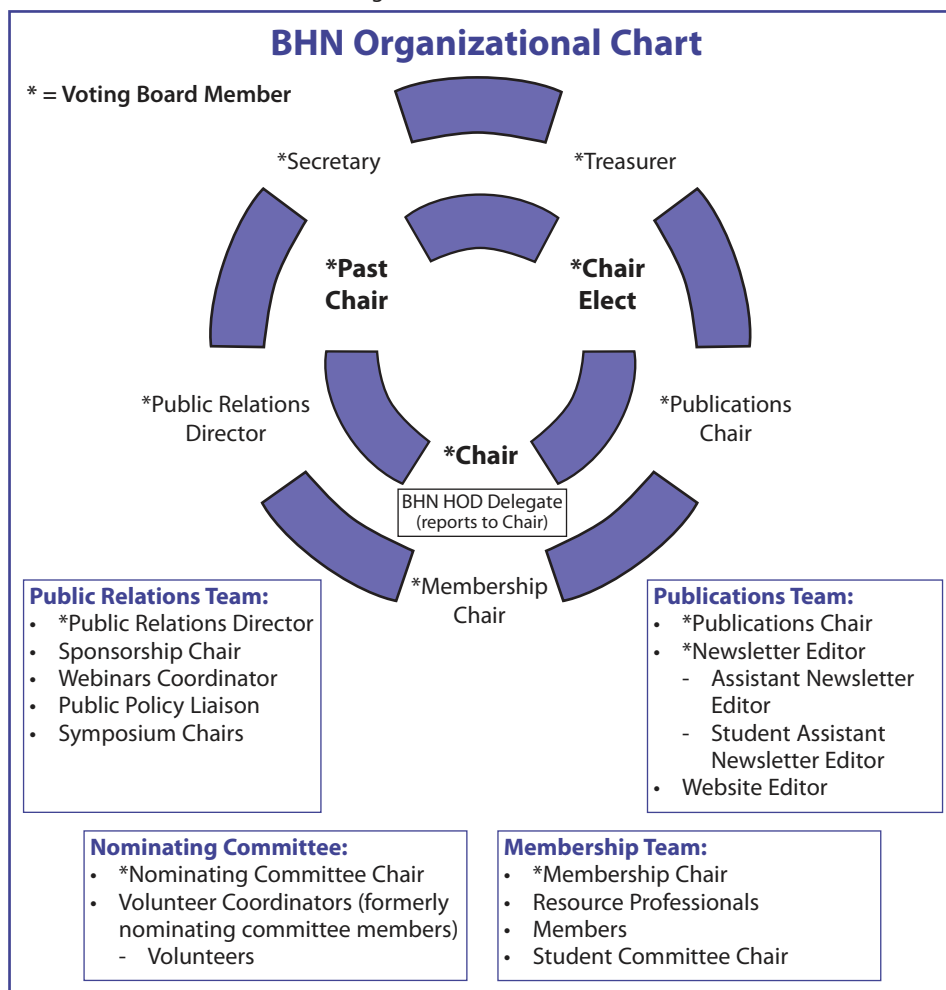 BHN Organizational Chart
* = Voting Board Member
*Secretary
*Treasurer
*Past
Chair
*Chair
Elect
*Public Relations
Director
*Publications
Chair
*Chair
BHN HOD Delegate
(reports to Chair)
*Membership
Chair
Public Relations Team:
• *Public Relations Director
• Sponsorship Chair
• Webinars Coordinator
• Public Policy Liaison
• Symposium Chairs
Publications Team:
• *Publications Chair
• *Newsletter Editor
- Assistant Newsletter
Editor
- Student Assistant
Newsletter Editor
• Website Editor
Nominating Committee:
• *Nominating Committee Chair
• Volunteer Coordinators (formerly
nominating committee members)
- Volunteers
Membership Team:
• *Membership Chair
• Resource Professionals
• Members
• Student Committee Chair